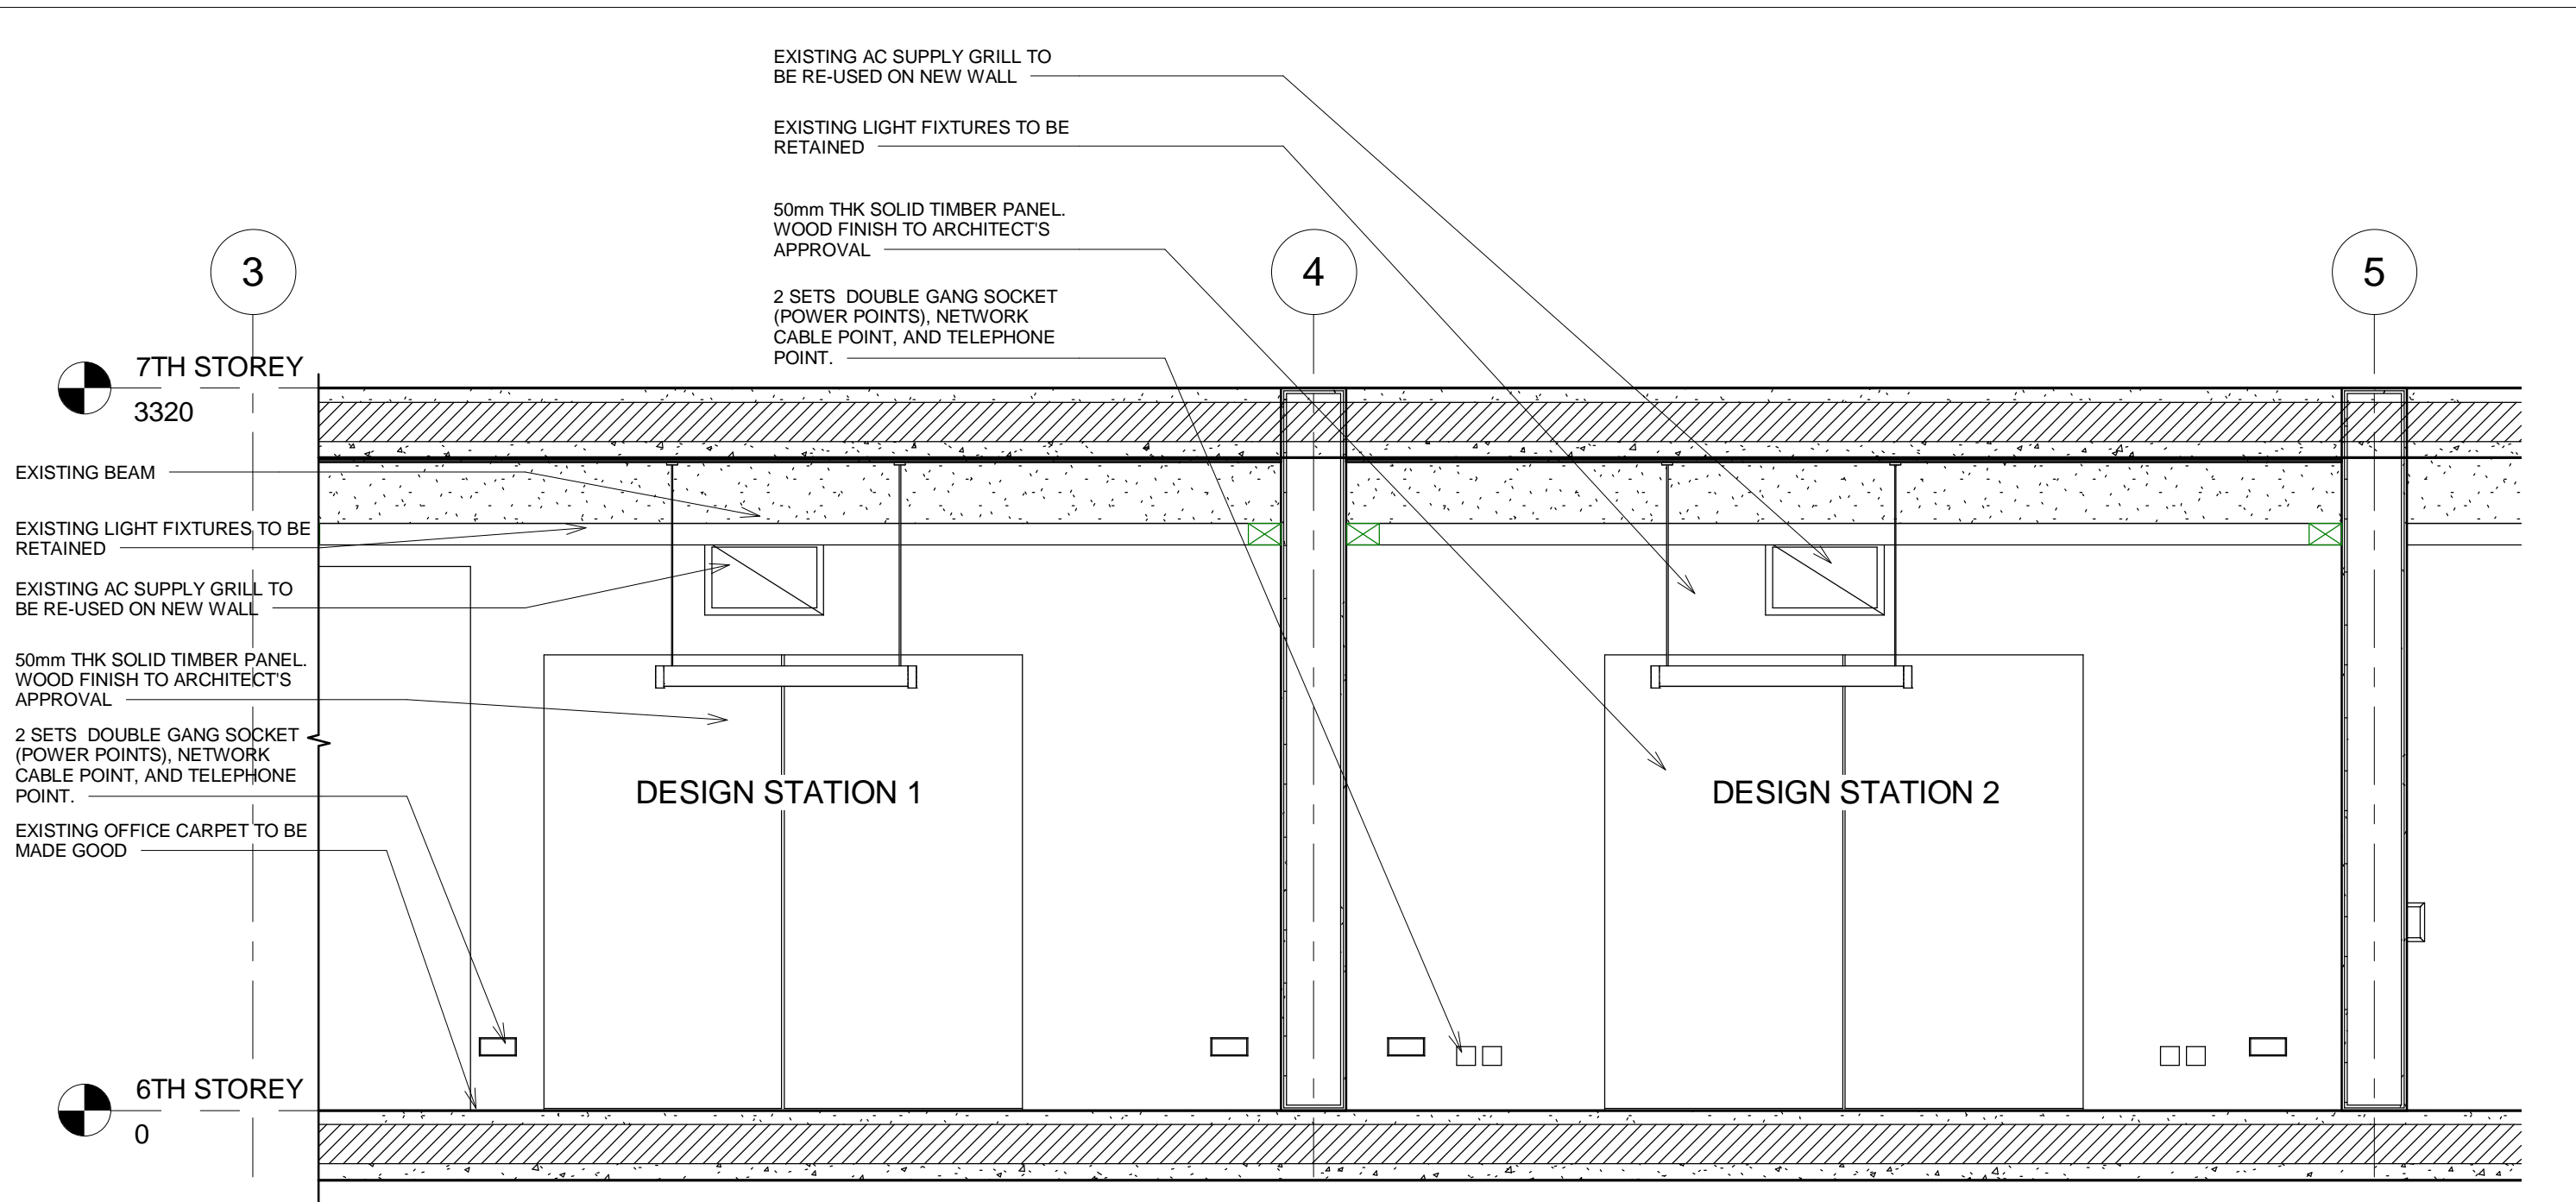 EXISTING AC SUPPLY GRILL TO
BE RE-USED ON NEW WALL
EXISTING LIGHT FIXTURES TO BE
RETAINED
50mm THK SOLID TIMBER PANEL.
WOOD FINISH TO ARCHITECT'S
APPROVAL
2 SETS  DOUBLE GANG SOCKET
(POWER POINTS), NETWORK
CABLE POINT, AND TELEPHONE
POINT.
3
4
5
7TH STOREY
3320
EXISTING BEAM
EXISTING LIGHT FIXTURES TO BE
RETAINED
EXISTING AC SUPPLY GRILL TO
BE RE-USED ON NEW WALL
50mm THK SOLID TIMBER PANEL.
WOOD FINISH TO ARCHITECT'S
APPROVAL
2 SETS  DOUBLE GANG SOCKET
(POWER POINTS), NETWORK
CABLE POINT, AND TELEPHONE
POINT.
EXISTING OFFICE CARPET TO BE
MADE GOOD
DESIGN STATION 1
DESIGN STATION 2
6TH STOREY
0